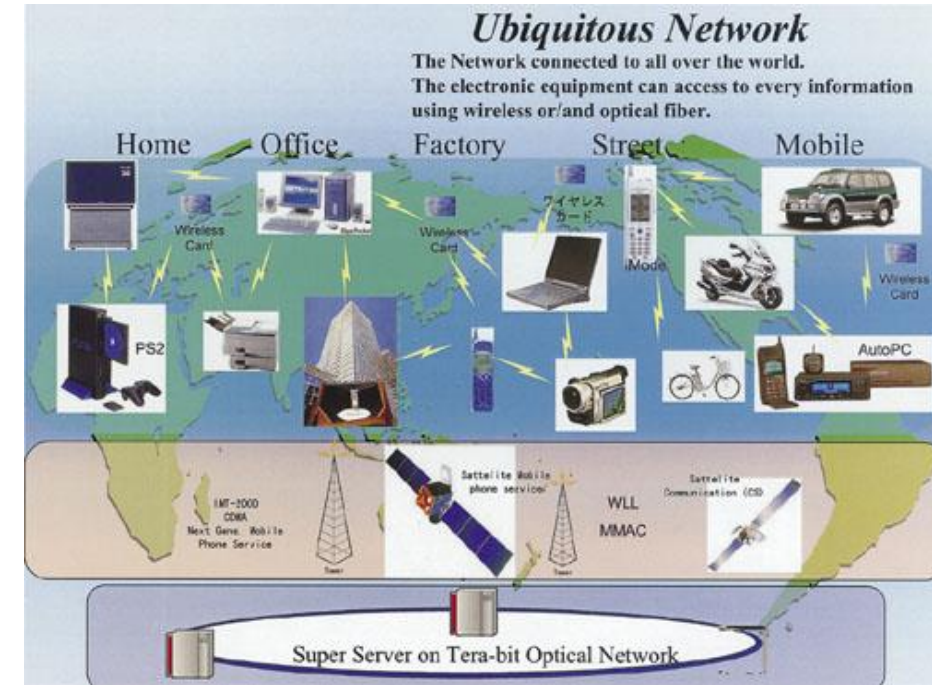 Ubiquitous Network
The Network connected to all over the world.
The electronic equipment can access to every information
using wireless or/and optical fiber.
Home Office Factory Street Mobile
Wireless
Card
Wireless
Card
ワイヤレス
カード
iMode
Wireless
Card
PS2
AutoPC
IMT-2000
CDMA
Next Gene. Mobile
Phone Service
Tower
Sattelite Mobile
phone service
Tower
WLL
MMAC
Sattelite
Communication (CS)
Super Server on Tera-bit Optical Network